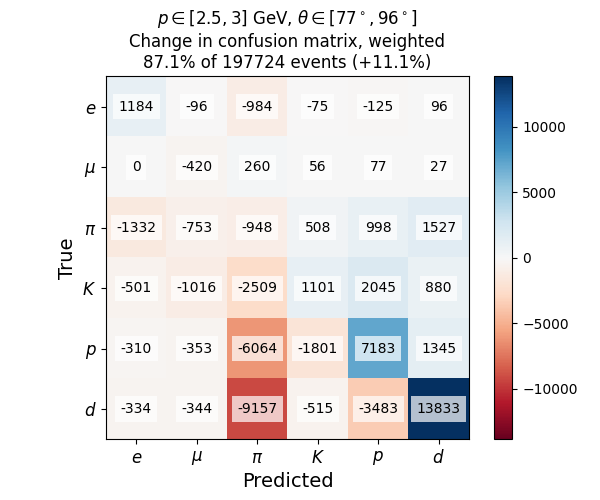 p ∈ [2.5, 3] GeV, θ ∈ [77°, 96°]
Change in confusion matrix, weighted
87.1% of 197724 events (+11.1%)
e 1184 -96 -984 -75 -125 96
μ 0 -420 260 56 77 27
π -1332 -753 -948 508 998 1527
K -501 -1016 -2509 1101 2045 880
p -310 -353 -6064 -1801 7183 1345
d -334 -344 -9157 -515 -3483 13833
e μ π K p d
Predicted
True
10000
5000
0
−5000
−10000